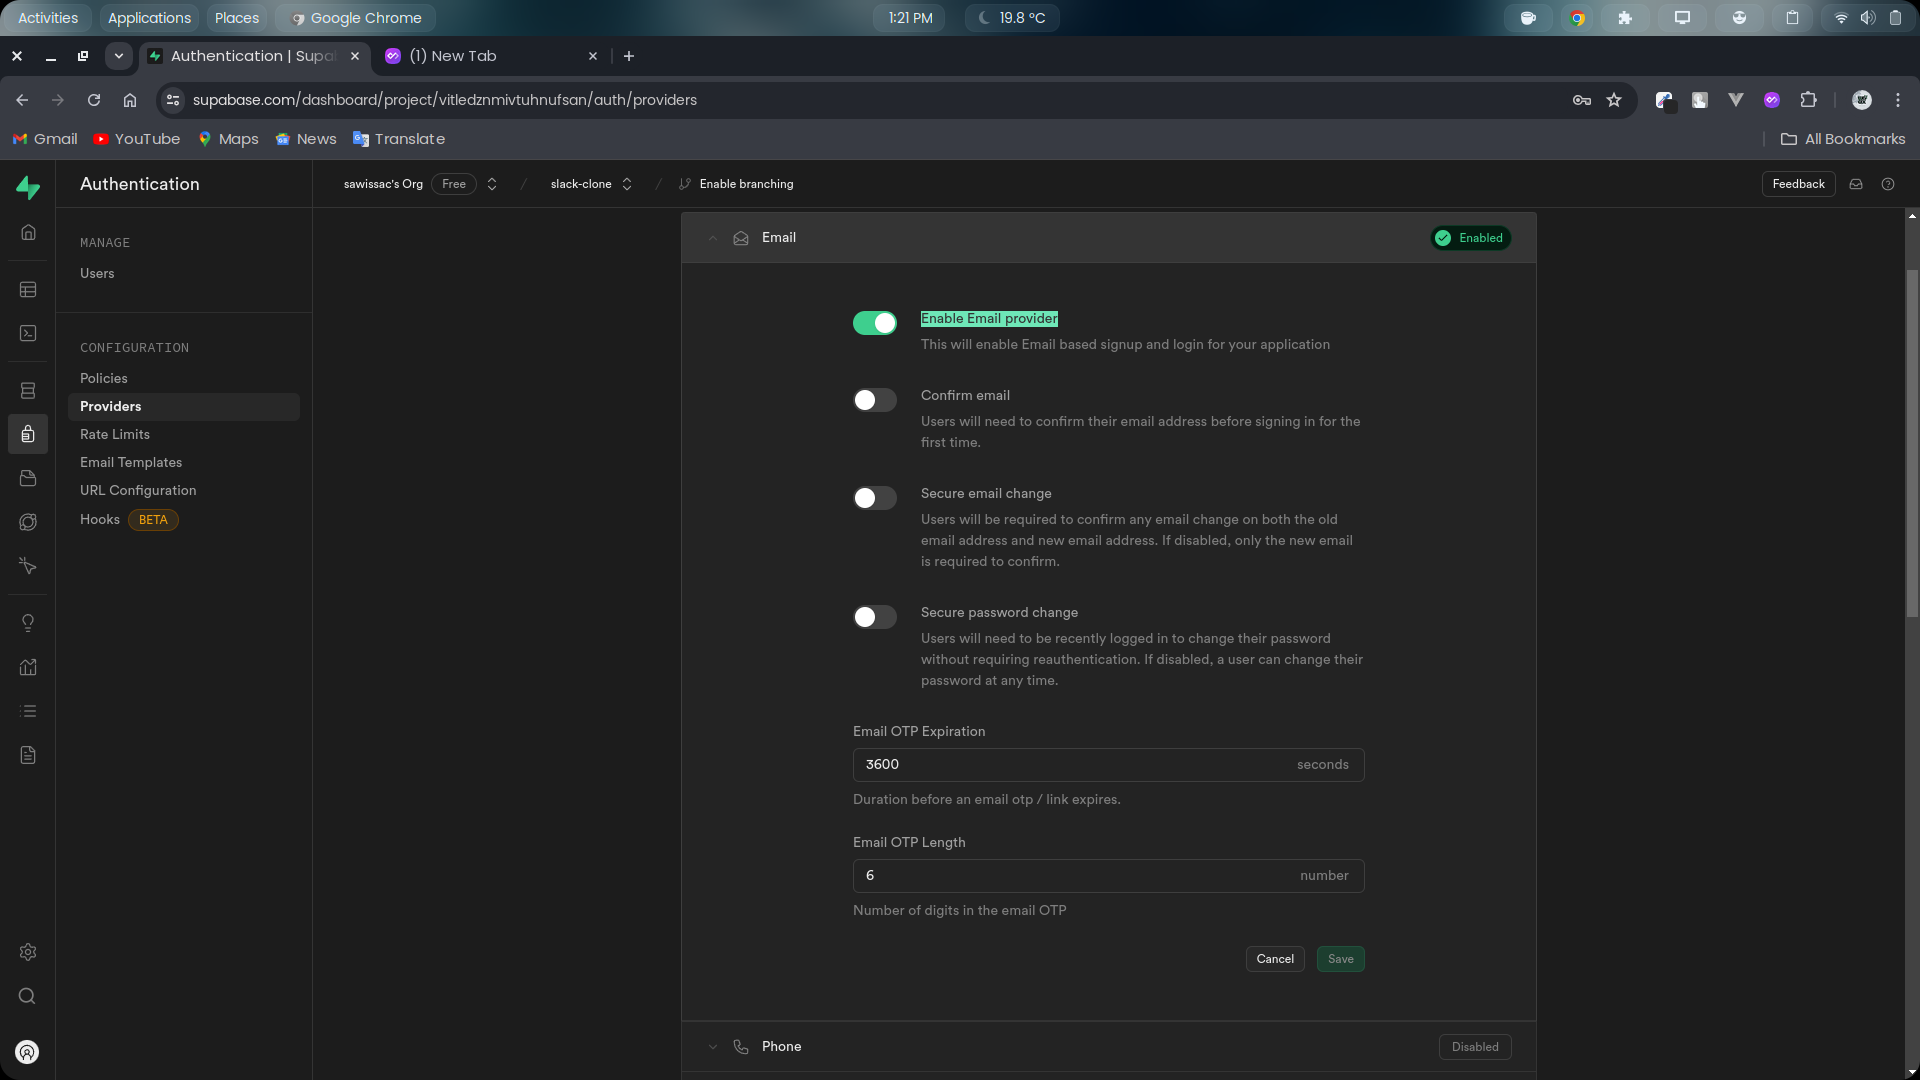 Activities Applications Places Google Chrome 1:21 PM 19.8 °C
Authentication | Supa (1) New Tab
supabase.com/dashboard/project/vitledznmivtuhnufsan/auth/providers
Gmail YouTube Maps News Translate All Bookmarks
Authentication sawissac's Org Free / slack-clone / Enable branching Feedback
MANAGE
Users
CONFIGURATION
Policies
Providers
Rate Limits
Email Templates
URL Configuration
Hooks BETA
Email Enabled
Enable Email provider
This will enable Email based signup and login for your application
Confirm email
Users will need to confirm their email address before signing in for the
first time.
Secure email change
Users will be required to confirm any email change on both the old
email address and new email address. If disabled, only the new email
is required to confirm.
Secure password change
Users will need to be recently logged in to change their password
without requiring reauthentication. If disabled, a user can change their
password at any time.
Email OTP Expiration
3600 seconds
Duration before an email otp / link expires.
Email OTP Length
6 number
Number of digits in the email OTP
Cancel Save
Phone Disabled